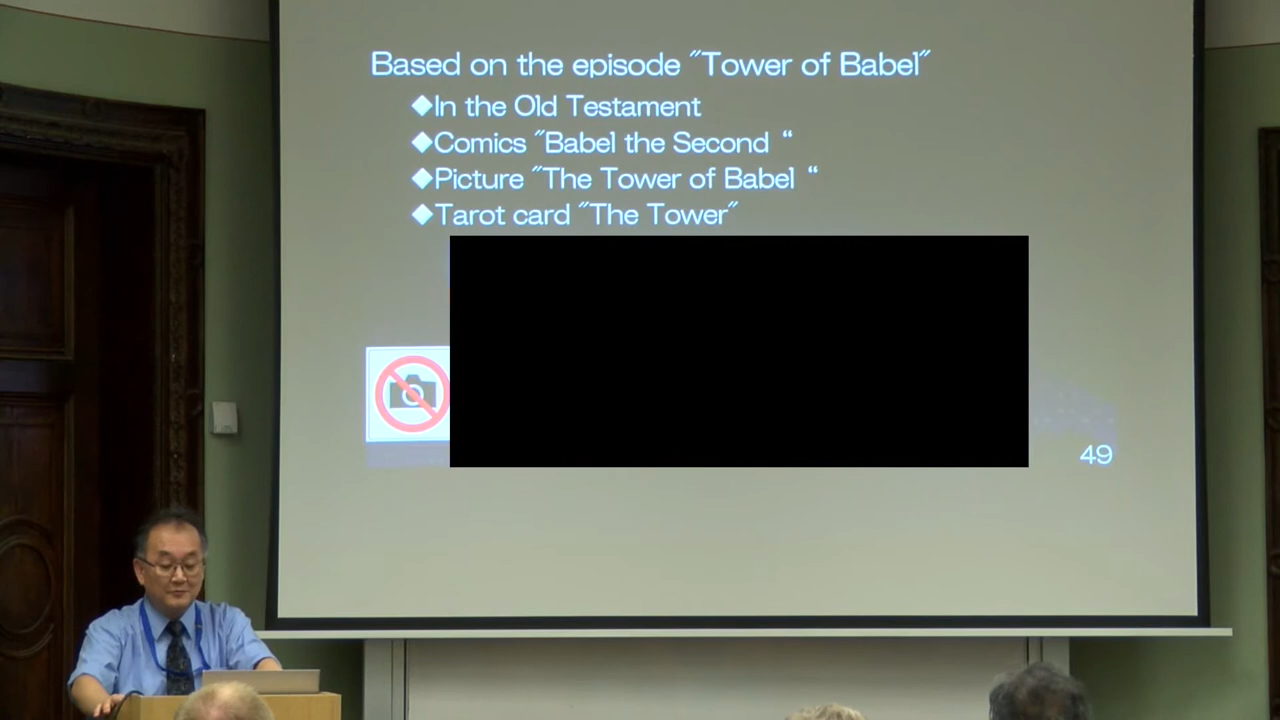 Based on the episode ˝Tower of Babel˝
◆In the Old Testament
◆Comics ˝Babel the Second “
◆Picture ˝The Tower of Babel “
◆Tarot card ˝The Tower˝
49